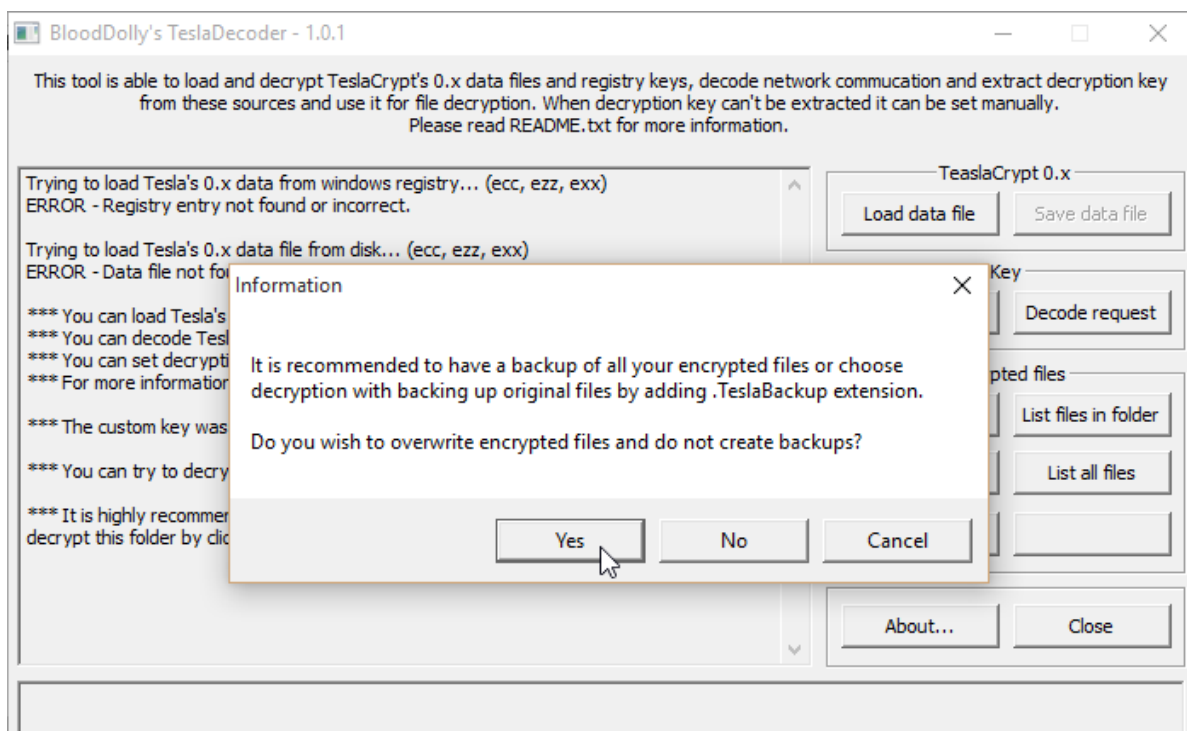 BloodDolly's TeslaDecoder - 1.0.1
This tool is able to load and decrypt TeslaCrypt's 0.x data files and registry keys, decode network commucation and extract decryption key
from these sources and use it for file decryption. When decryption key can't be extracted it can be set manually.
Please read README.txt for more information.
Trying to load Tesla's 0.x data from windows registry... (ecc, ezz, exx)
ERROR - Registry entry not found or incorrect.
Trying to load Tesla's 0.x data file from disk... (ecc, ezz, exx)
ERROR - Data file not
*** You can load Tesla's
*** You can decode
*** You can set
*** For more
*** The custom key was
*** You can try to
*** It is highly
decrypt this folder by
TeaslaCrypt 0.x
Load data file
Save data file
Key
Decode request
files
List files in folder
List all files
About...
Close
Information
It is recommended to have a backup of all your encrypted files or choose
decryption with backing up original files by adding .TeslaBackup extension.
Do you wish to overwrite encrypted files and do not create backups?
Yes
No
Cancel